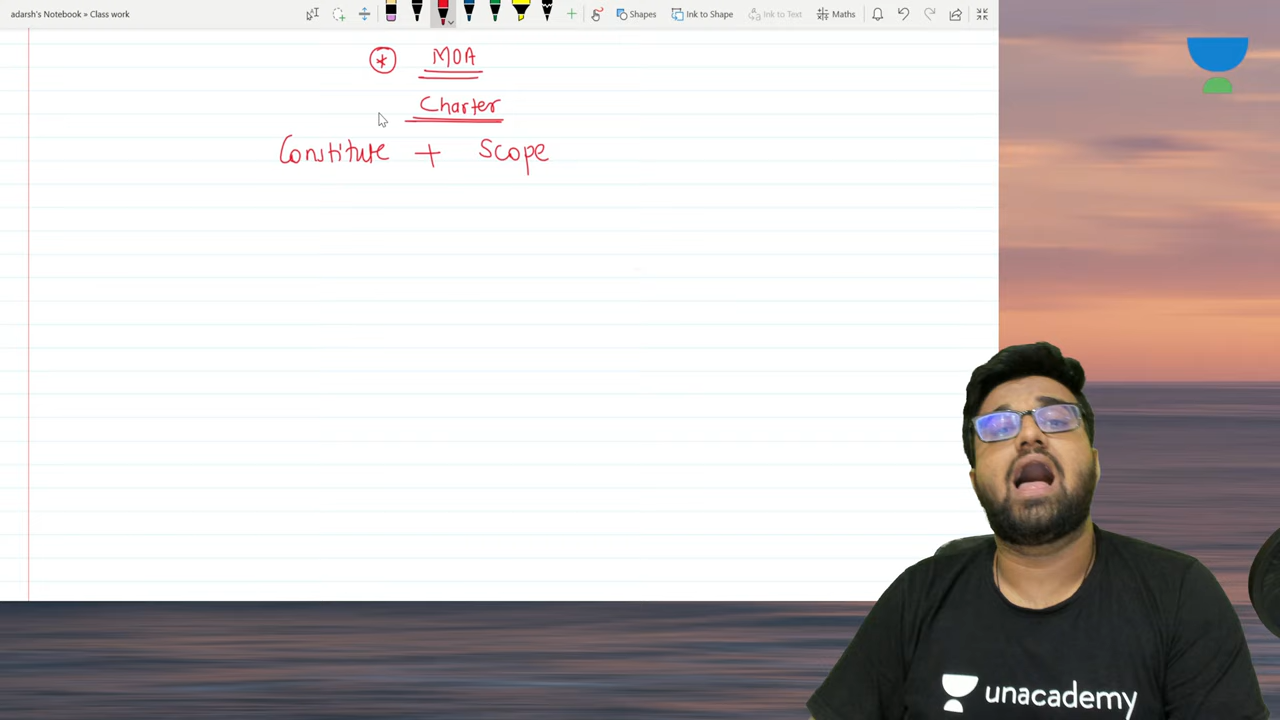 adarsh's Notebook » Class work
Shapes
Ink to Shape
Ink to Text
Maths
* MOA
Charter
Constitute + Scope
unacademy